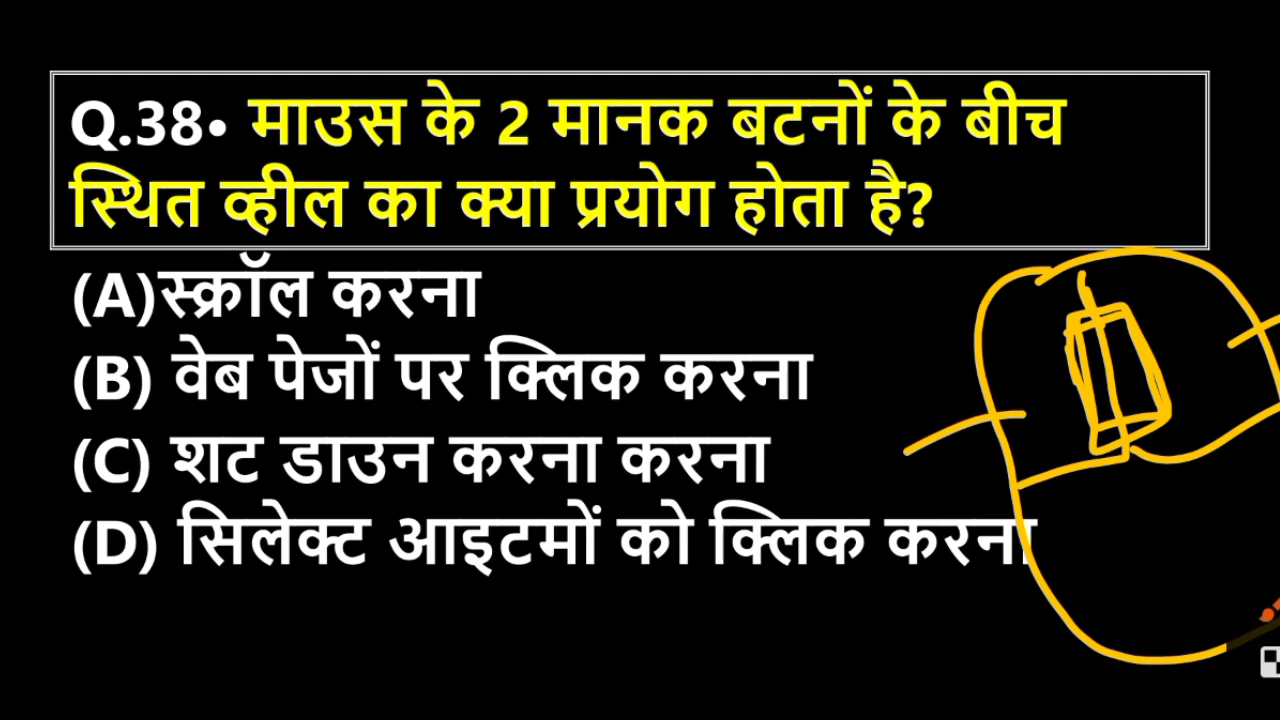 Q.38• माउस के 2 मानक बटनों के बीच
स्थित व्हील का क्या प्रयोग होता है?
(A)स्क्रॉल करना
(B) वेब पेजों पर क्लिक करना
(C) शट डाउन करना करना
(D) सिलेक्ट आइटमों को क्लिक करना